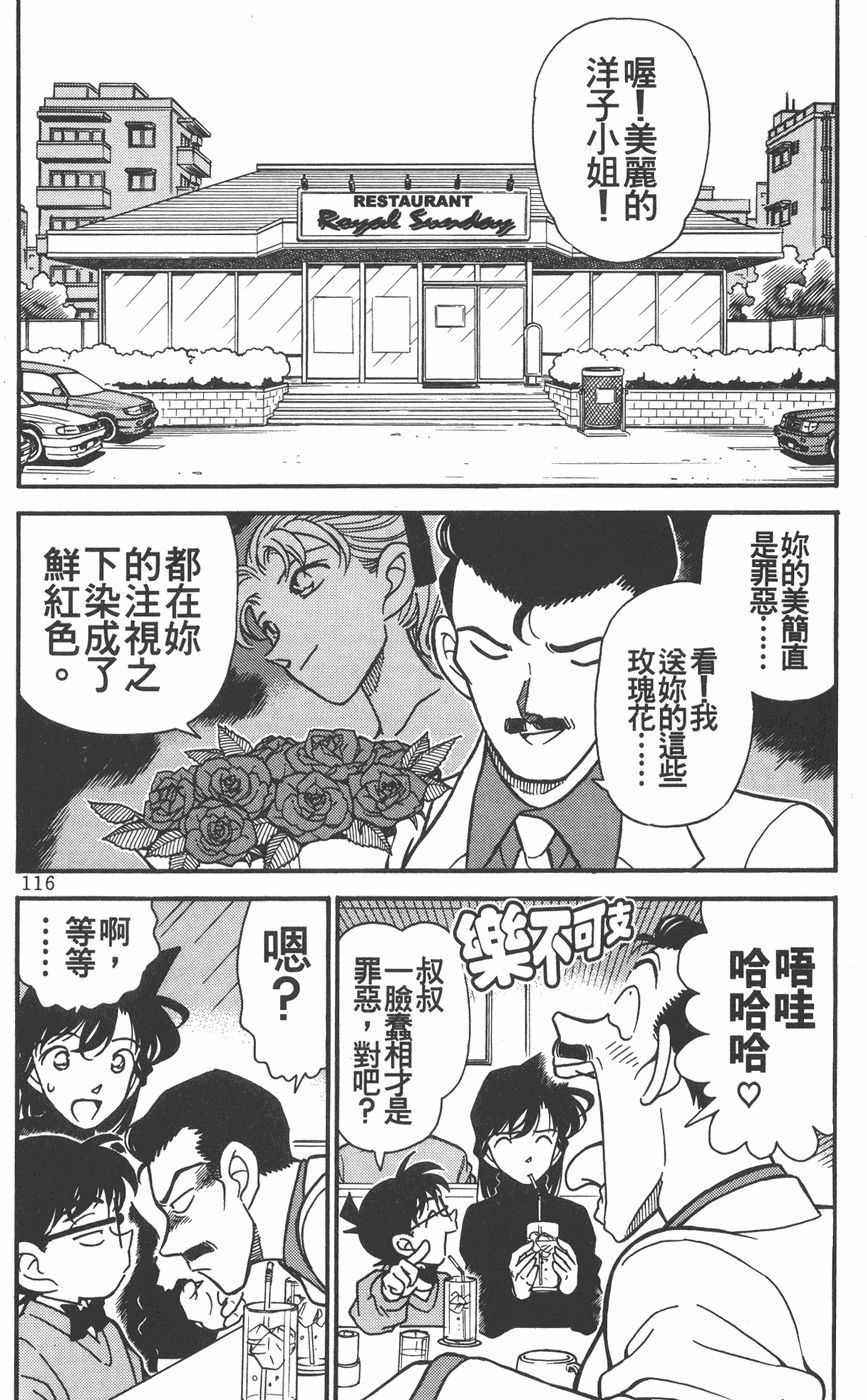 喔！美麗的
洋子小姐！
RESTAURANT
Royal Sunday
妳的美簡直
是罪惡……
看！我
送妳的這些
玫瑰花……
都在妳
的注視之
下染成了
鮮紅色。
116
唔哇
哈哈哈♡
樂不可支
叔叔
一臉蠢相才是
罪惡，對吧？
嗯？
啊，
等等
……